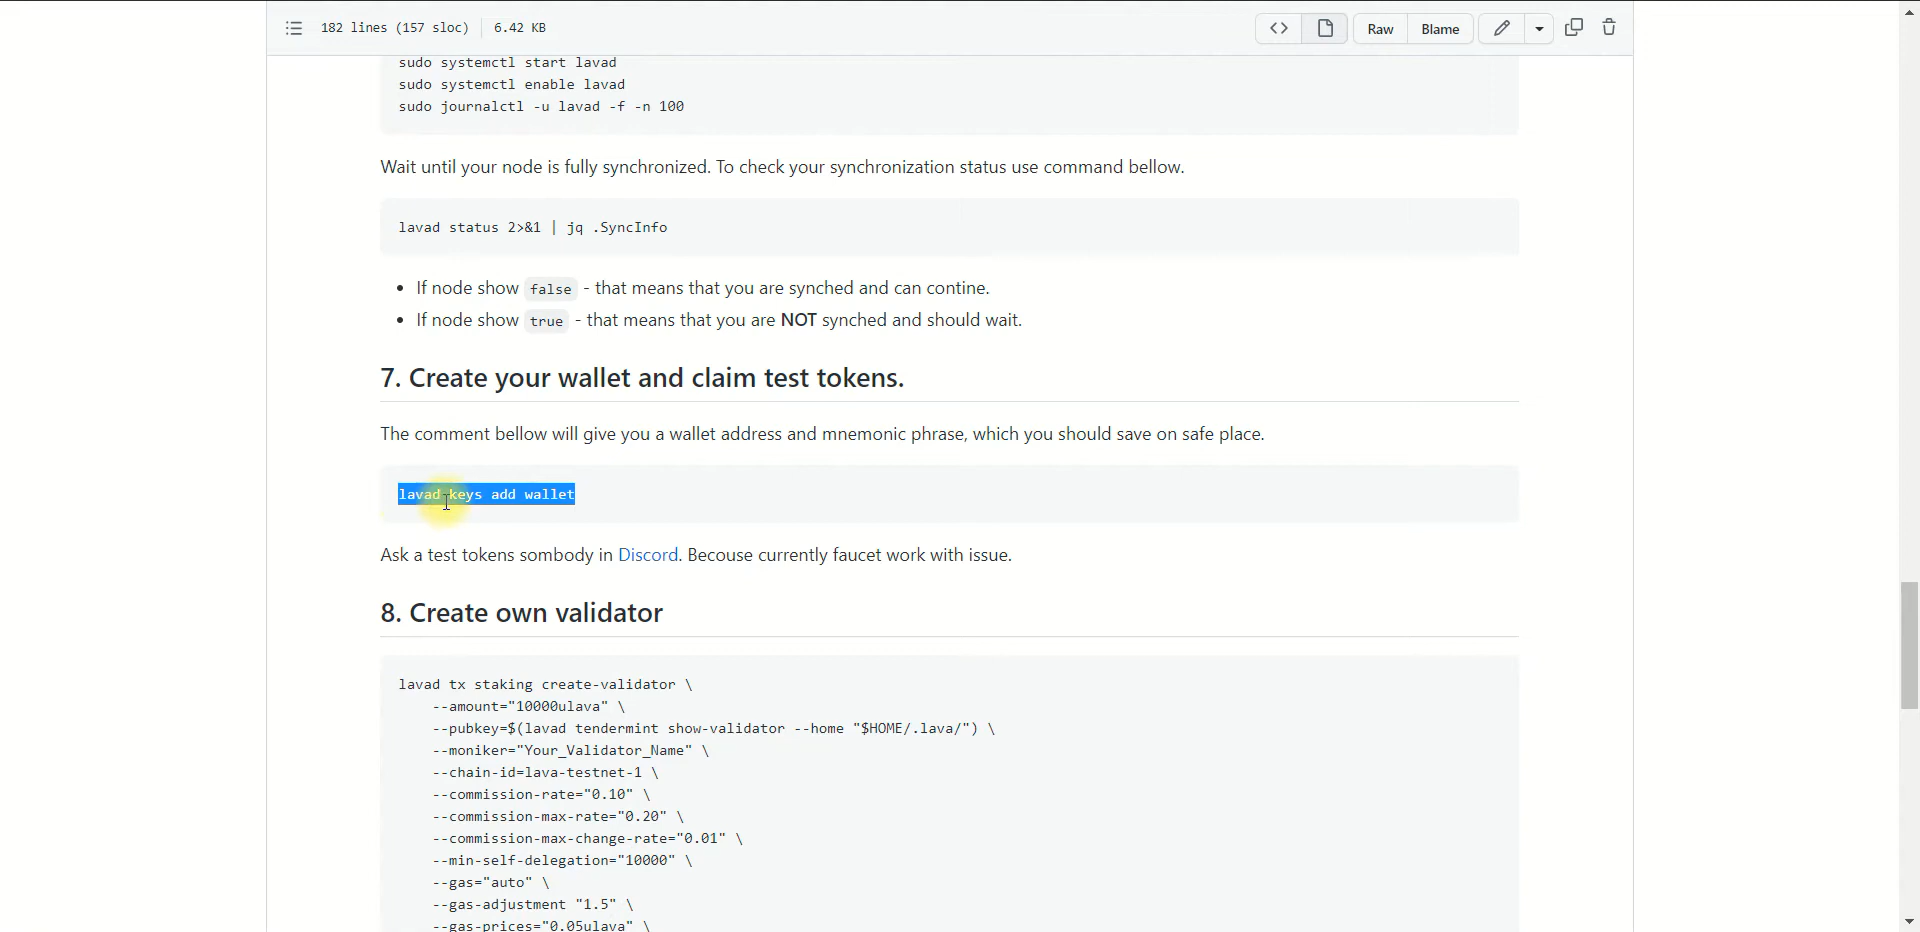 182 lines (157 sloc) 6.42 KB Raw Blame
sudo systemctl start lavad
sudo systemctl enable lavad
sudo journalctl -u lavad -f -n 100
Wait until your node is fully synchronized. To check your synchronization status use command bellow.
lavad status 2>&1 | jq .SyncInfo
• If node show false - that means that you are synched and can contine.
• If node show true - that means that you are NOT synched and should wait.
7. Create your wallet and claim test tokens.
The comment bellow will give you a wallet address and mnemonic phrase, which you should save on safe place.
lavad keys add wallet
Ask a test tokens sombody in Discord. Becouse currently faucet work with issue.
8. Create own validator
lavad tx staking create-validator \
--amount="10000ulava" \
--pubkey=$(lavad tendermint show-validator --home "$HOME/.lava/") \
--moniker="Your_Validator_Name" \
--chain-id=lava-testnet-1 \
--commission-rate="0.10" \
--commission-max-rate="0.20" \
--commission-max-change-rate="0.01" \
--min-self-delegation="10000" \
--gas="auto" \
--gas-adjustment "1.5" \
--gas-prices="0.05ulava" \